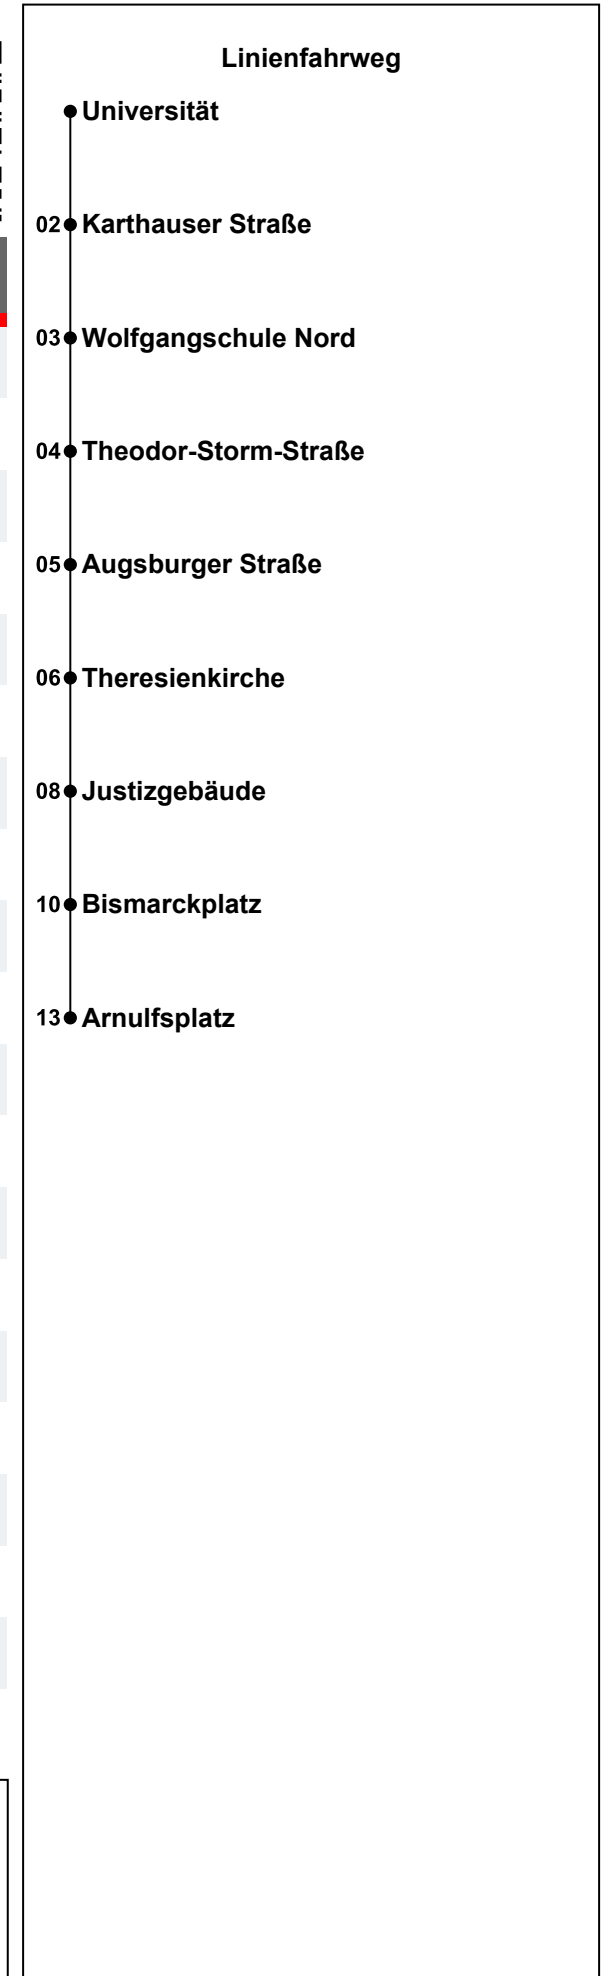 Linienfahrweg
Universität
02 Karthauser Straße
03 Wolfgangschule Nord
04 Theodor-Storm-Straße
05 Augsburger Straße
06 Theresienkirche
08 Justizgebäude
10 Bismarckplatz
13 Arnulfsplatz